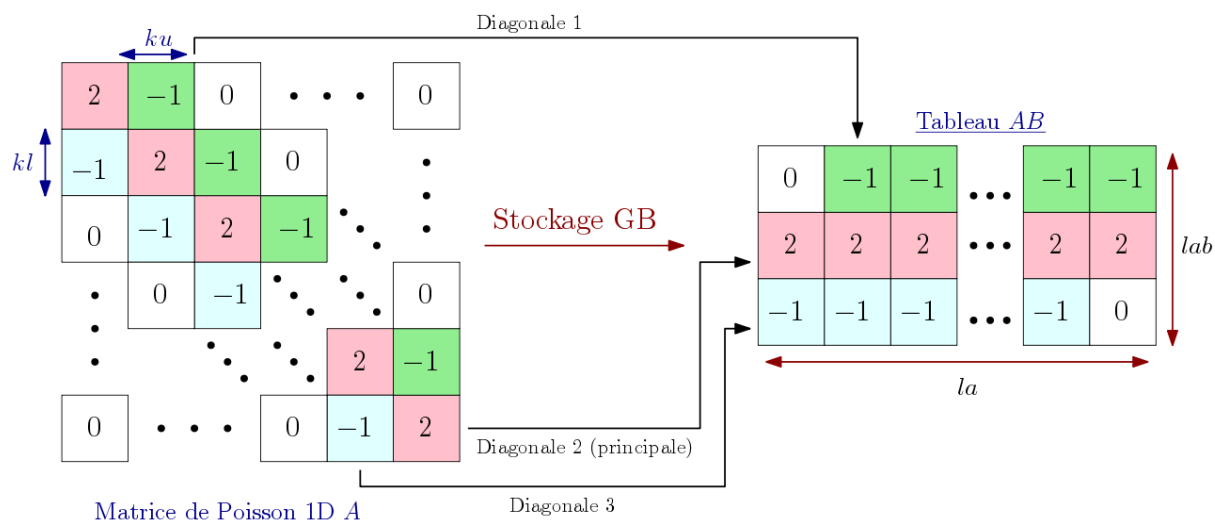 Diagonale 1
ku
2 −1 0 • • • 0
Tableau AB
kl
−1 2 −1 0
0 −1 −1 ••• −1 −1
0 −1 2 −1
Stockage GB
2 2 2 ••• 2 2
lab
0 −1 0
−1 −1 −1 ••• −1 0
2 −1
la
0 • • • 0 −1 2
Diagonale 2 (principale)
Diagonale 3
Matrice de Poisson 1D A